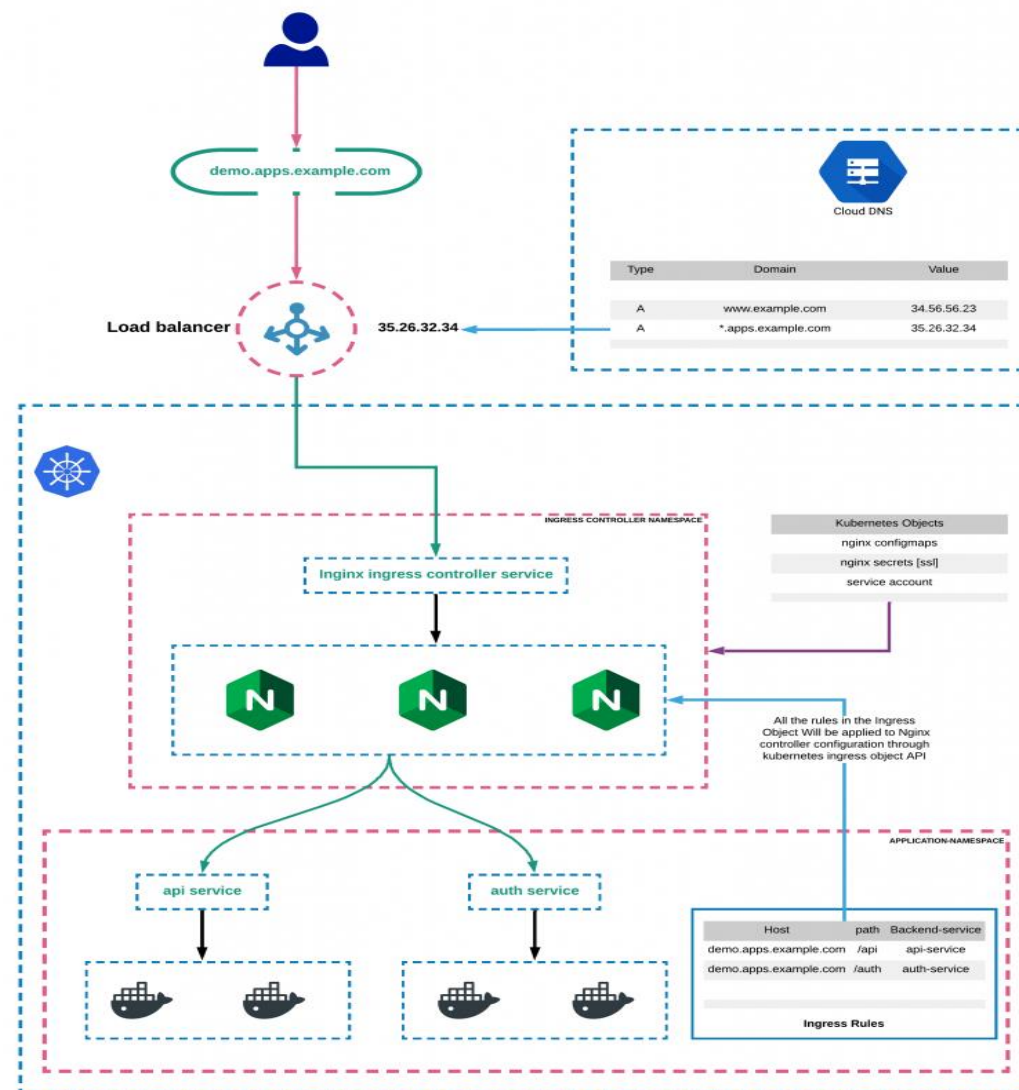 demo.apps.example.com
Cloud DNS
Type Domain Value
A www.example.com 34.56.56.23
A *.apps.example.com 35.26.32.34
Load balancer
35.26.32.34
INGRESS CONTROLLER NAMESPACE
Inginx ingress controller service
N N N
Kubernetes Objects
nginx configmaps
nginx secrets [ssl]
service account
All the rules in the Ingress
Object Will be applied to Nginx
controller configuration through
kubernetes ingress object API
APPLICATION-NAMESPACE
api service
auth service
Host path Backend-service
demo.apps.example.com /api api-service
demo.apps.example.com /auth auth-service
Ingress Rules